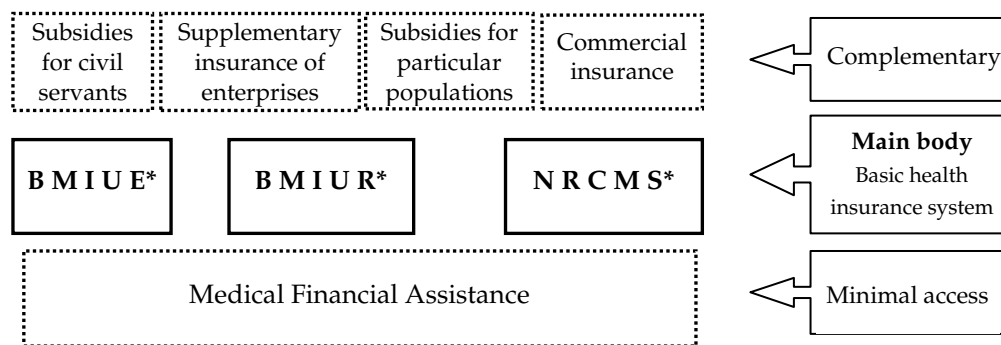 Subsidies
for civil
servants
Supplementary
insurance of
enterprises
Subsidies for
particular
populations
Commercial
insurance
Complementary
B M I U E*
B M I U R*
N R C M S*
Main body
Basic health
insurance system
Medical Financial Assistance
Minimal access